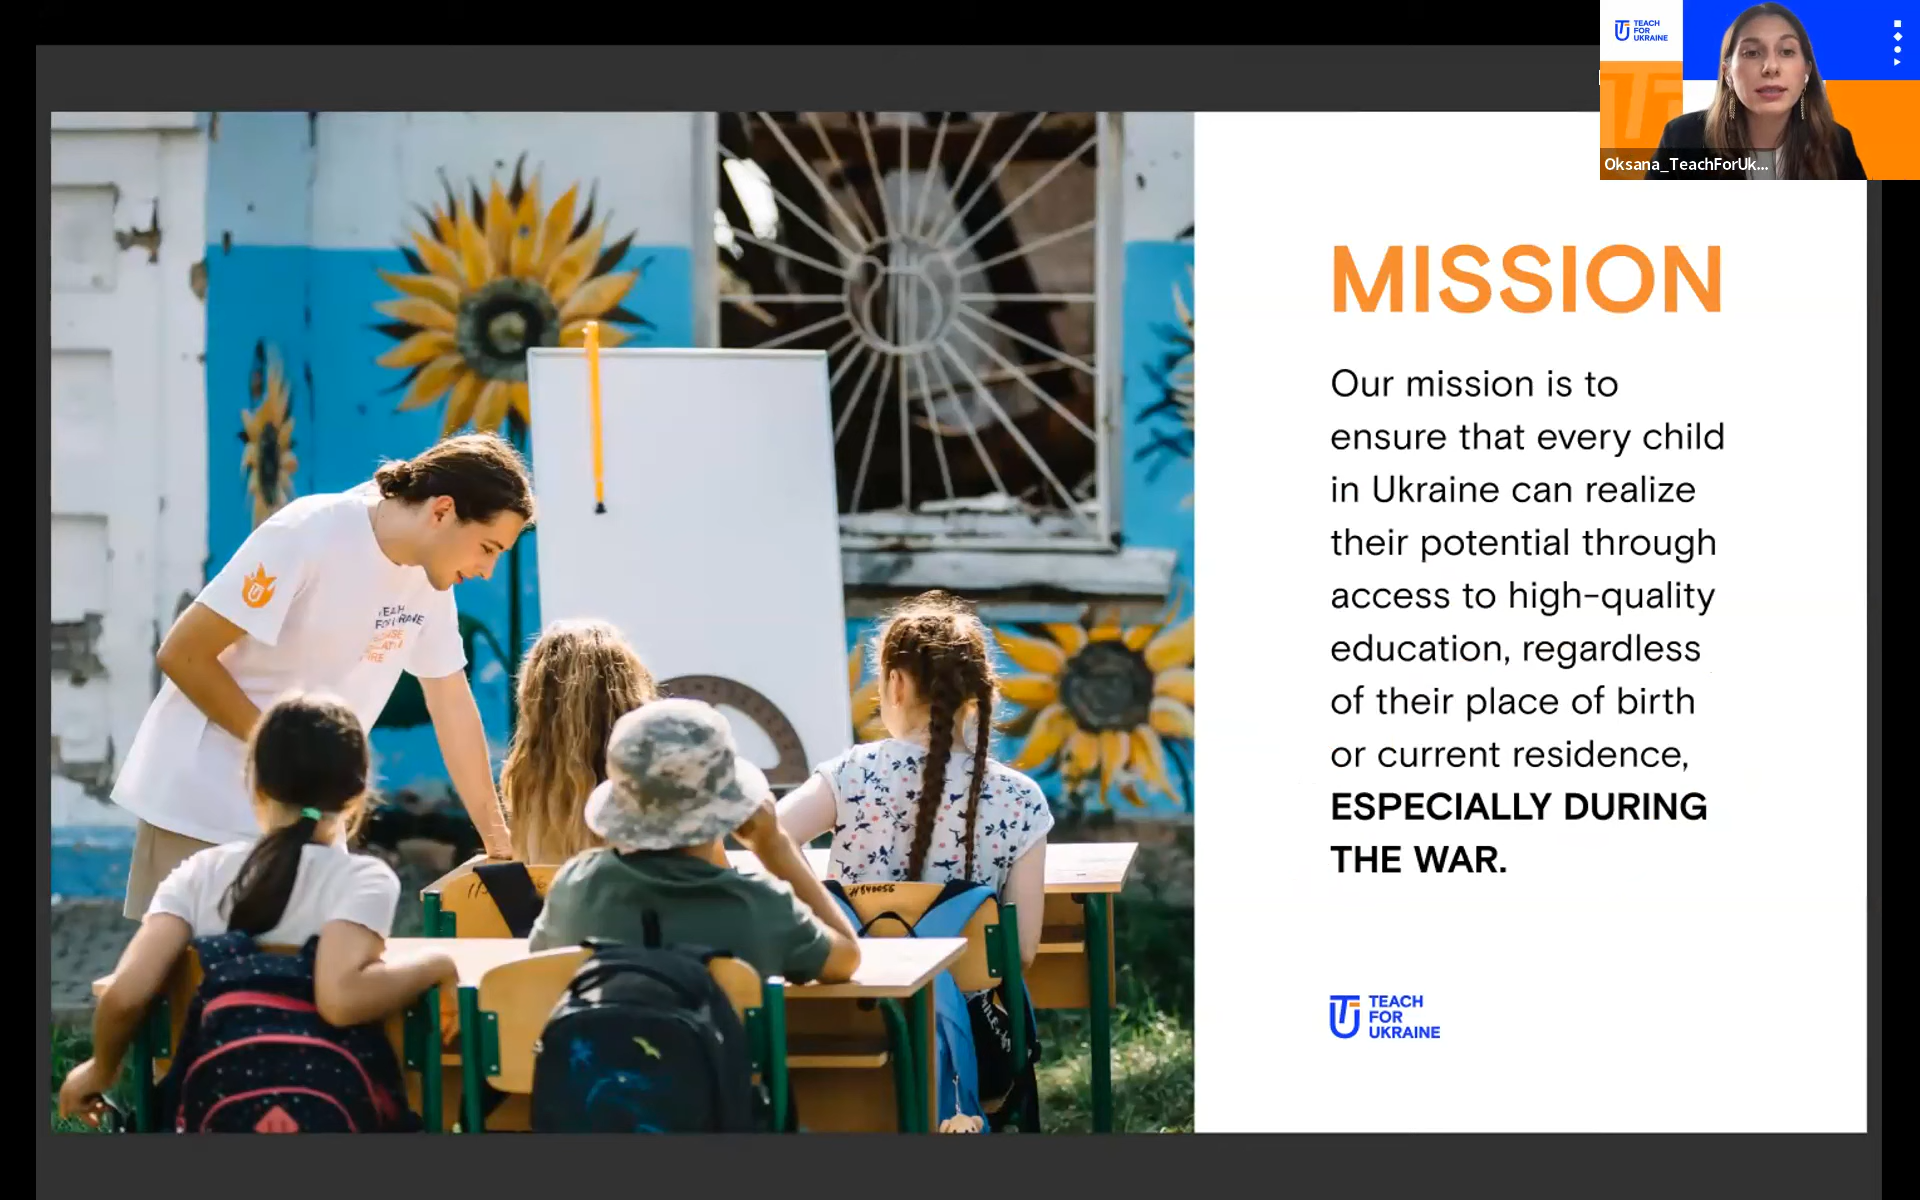 TEACH
FOR
UKRAINE
Oksana_TeachForUk...
MISSION
Our mission is to
ensure that every child
in Ukraine can realize
their potential through
access to high-quality
education, regardless
of their place of birth
or current residence,
ESPECIALLY DURING
THE WAR.
TEACH
FOR
UKRAINE